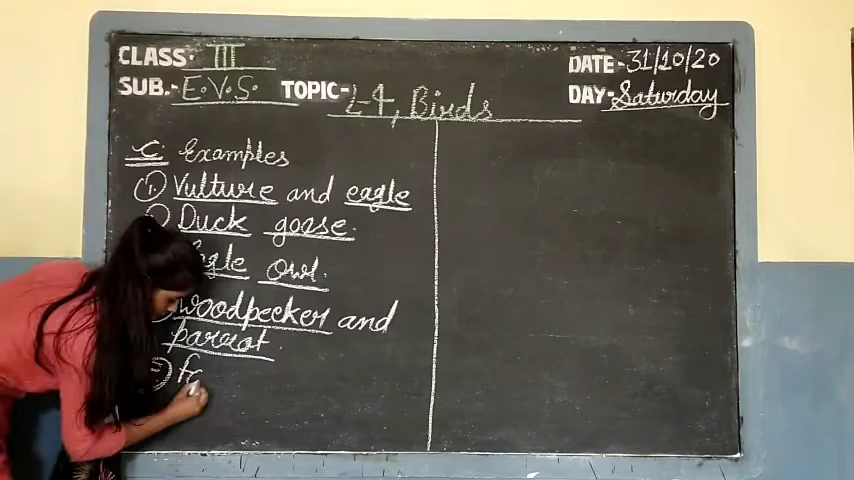 CLASS- III
SUB.- E.V.S.
TOPIC- L-4, Birds
DATE- 31/10/20
DAY- Saturday
C Examples
① Vulture and eagle
Duck goose.
owl.
woodpecker and
parrot.